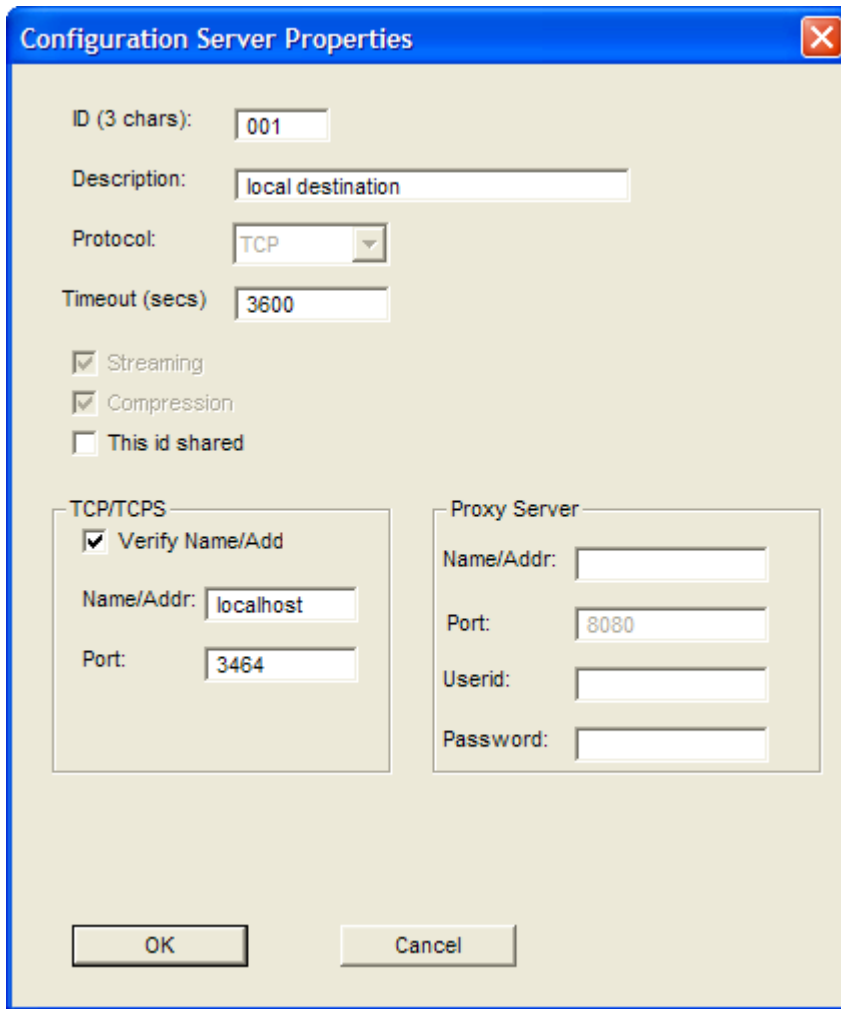 Configuration Server Properties
ID (3 chars): 001
Description: local destination
Protocol: TCP
Timeout (secs) 3600
Streaming
Compression
This id shared
TCP/TCPS
Verify Name/Add
Name/Addr: localhost
Port: 3464
Proxy Server
Name/Addr:
Port: 8080
Userid:
Password:
OK Cancel